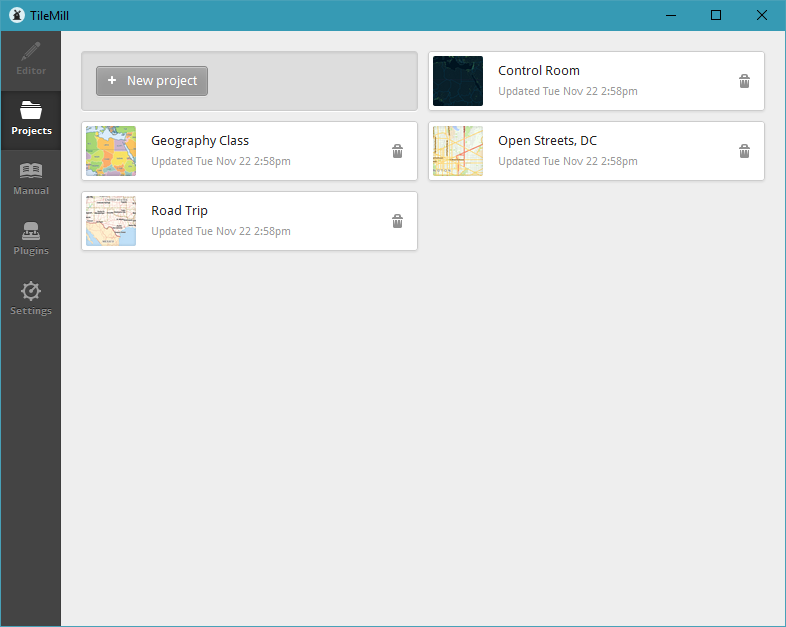 TileMill
Editor
Projects
Manual
Plugins
Settings
+ New project
Control Room
Updated Tue Nov 22 2:58pm
Geography Class
Updated Tue Nov 22 2:58pm
Open Streets, DC
Updated Tue Nov 22 2:58pm
Road Trip
Updated Tue Nov 22 2:58pm